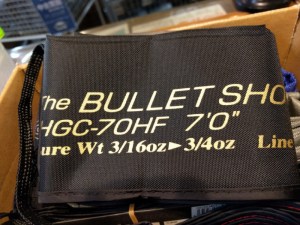 The BULLET SHO
HGC-70HF 7'0"
ure Wt 3/16oz►3/4oz Line